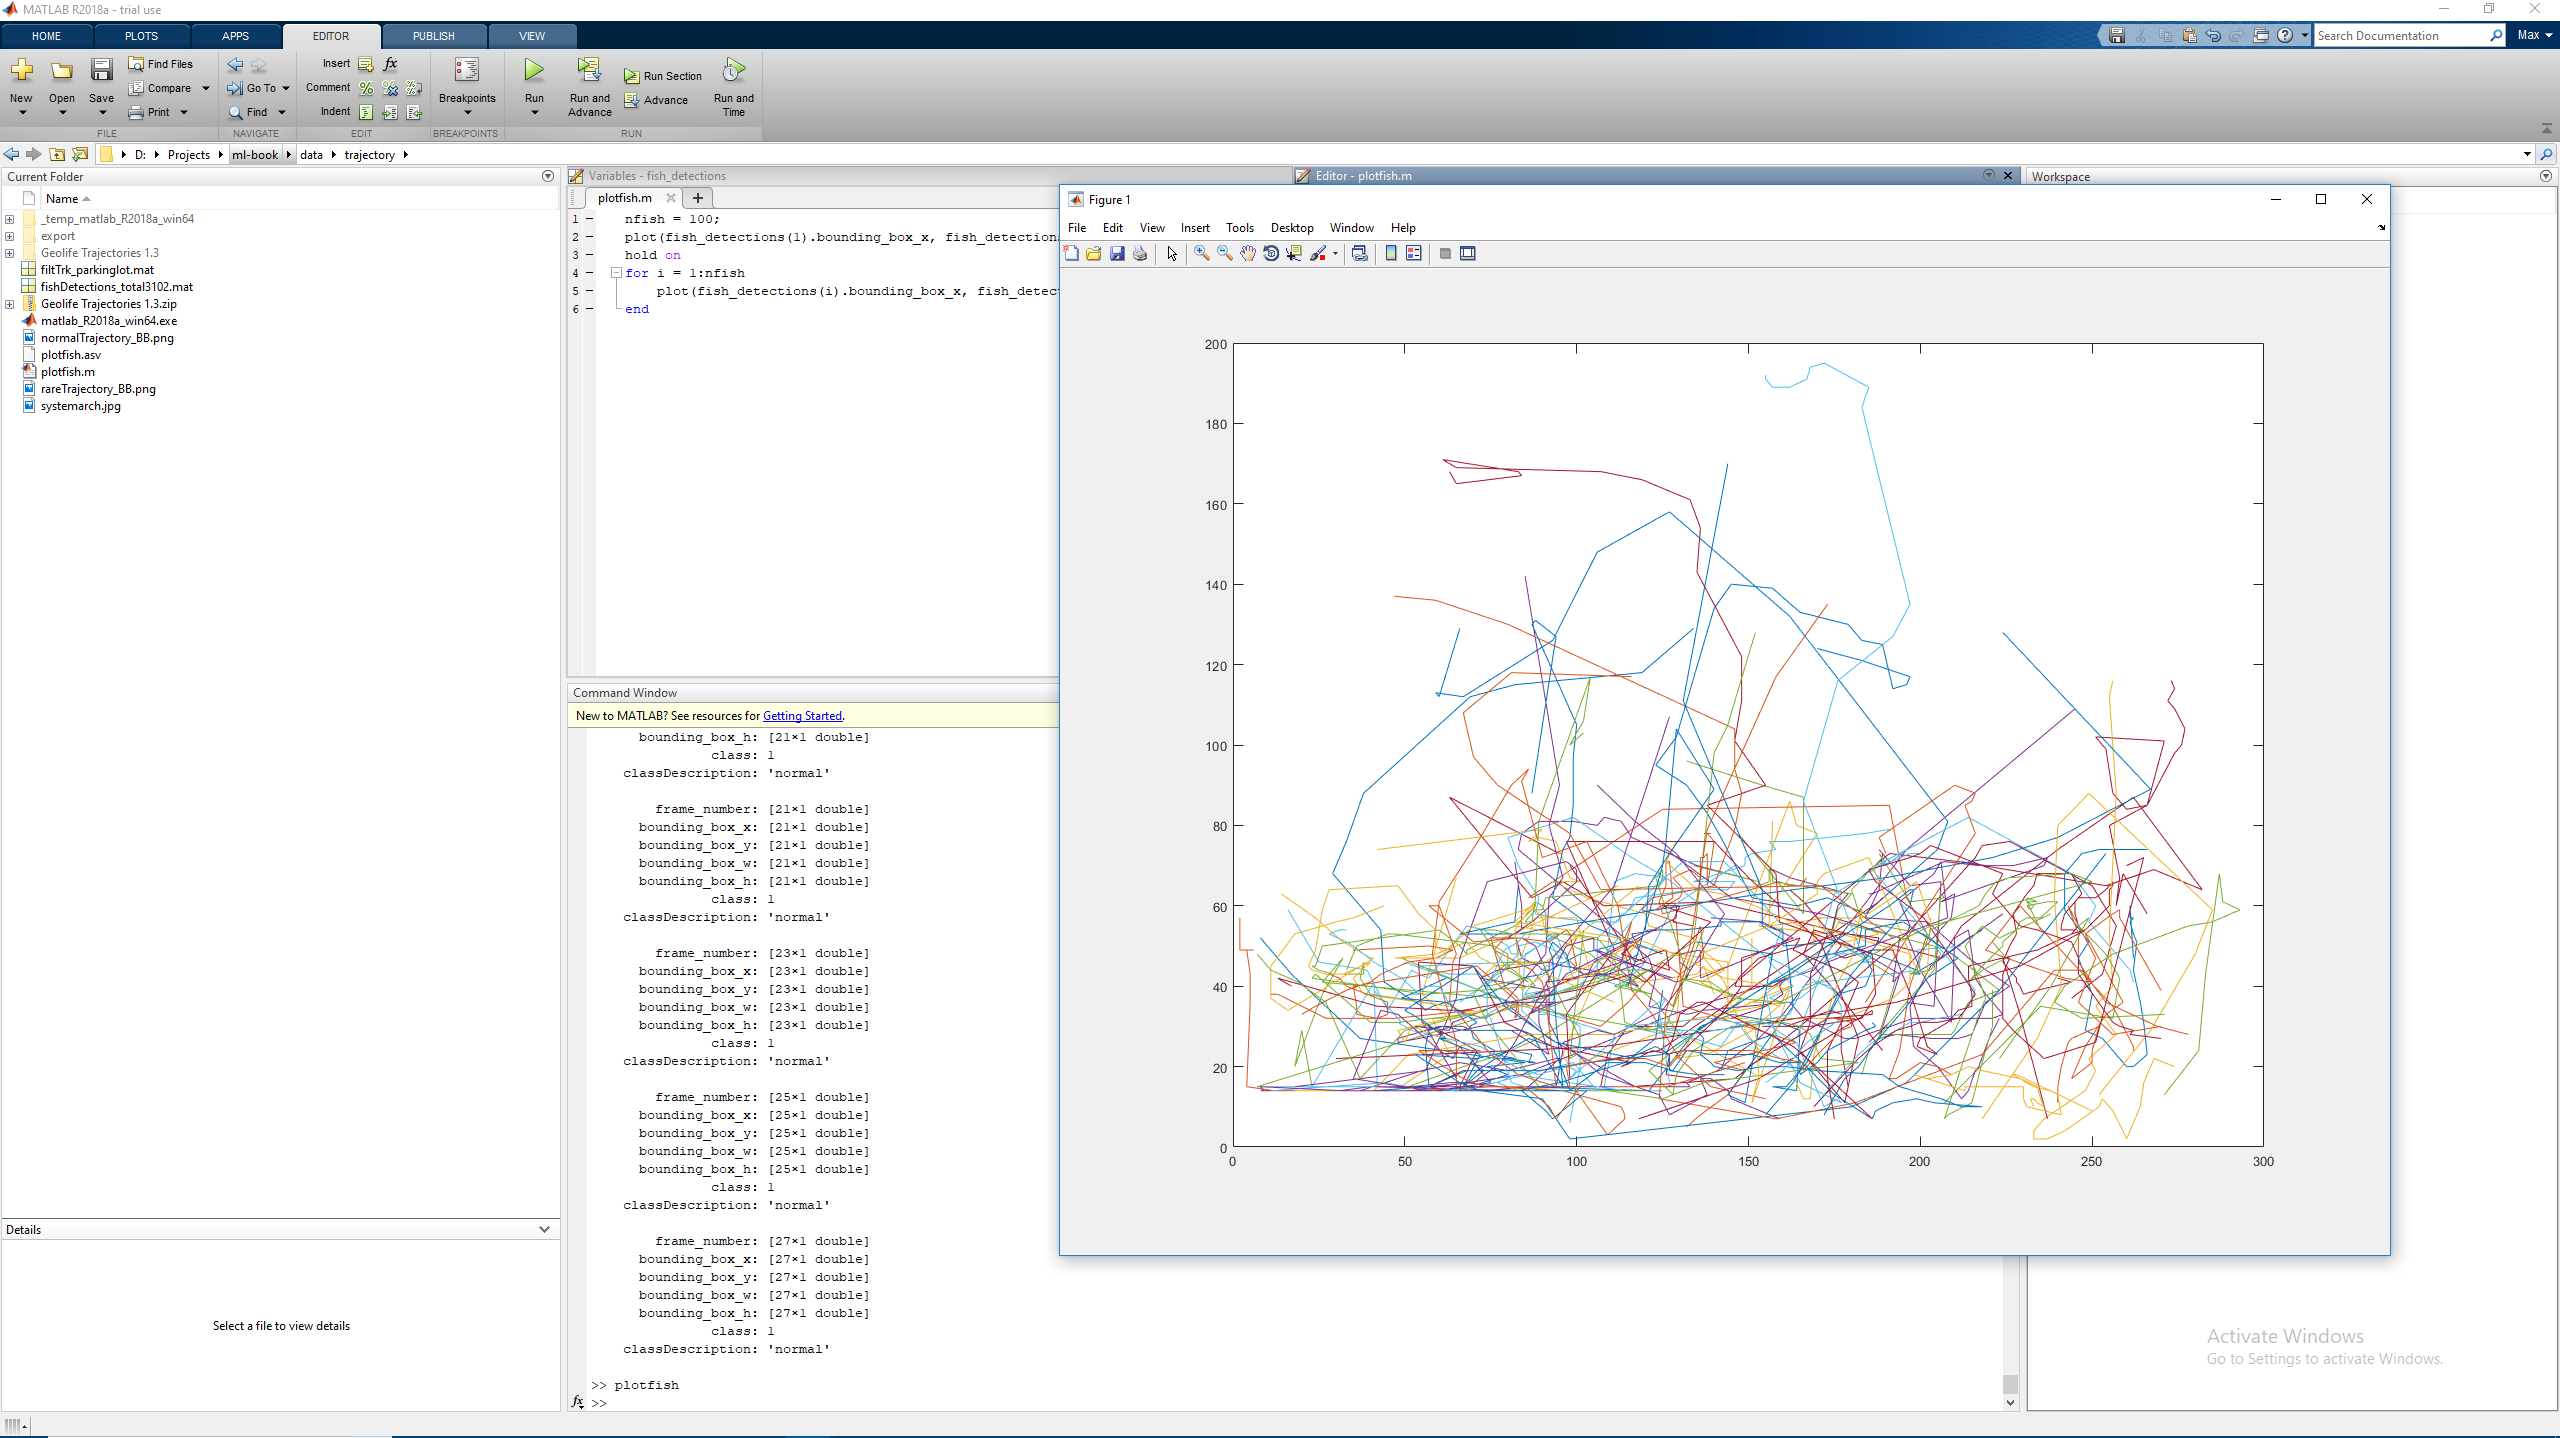 MATLAB R2018a - trial use
HOME PLOTS APPS EDITOR PUBLISH VIEW
Search Documentation Max
New Open Save Find Files Compare Print
Go To Find
Insert fx
Comment
Indent
Breakpoints
Run Run and Advance Run Section Advance Run and Time
FILE NAVIGATE EDIT BREAKPOINTS RUN
D: Projects ml-book data trajectory
Current Folder
Name
_temp_matlab_R2018a_win64
export
Geolife Trajectories 1.3
filtTrk_parkinglot.mat
fishDetections_total3102.mat
Geolife Trajectories 1.3.zip
matlab_R2018a_win64.exe
normalTrajectory_BB.png
plotfish.asv
plotfish.m
rareTrajectory_BB.png
systemarch.jpg
Details
Select a file to view details
Variables - fish_detections
Editor - plotfish.m
plotfish.m
1 nfish = 100;
2 plot(fish_detections(1).bounding_box_x, fish_detections
3 hold on
4 for i = 1:nfish
5 plot(fish_detections(i).bounding_box_x, fish_detec
6 end
Command Window
New to MATLAB? See resources for Getting Started.
bounding_box_h: [21×1 double]
class: 1
classDescription: 'normal'
frame_number: [21×1 double]
bounding_box_x: [21×1 double]
bounding_box_y: [21×1 double]
bounding_box_w: [21×1 double]
bounding_box_h: [21×1 double]
class: 1
classDescription: 'normal'
frame_number: [23×1 double]
bounding_box_x: [23×1 double]
bounding_box_y: [23×1 double]
bounding_box_w: [23×1 double]
bounding_box_h: [23×1 double]
class: 1
classDescription: 'normal'
frame_number: [25×1 double]
bounding_box_x: [25×1 double]
bounding_box_y: [25×1 double]
bounding_box_w: [25×1 double]
bounding_box_h: [25×1 double]
class: 1
classDescription: 'normal'
frame_number: [27×1 double]
bounding_box_x: [27×1 double]
bounding_box_y: [27×1 double]
bounding_box_w: [27×1 double]
bounding_box_h: [27×1 double]
class: 1
classDescription: 'normal'
>> plotfish
fx >>
Figure 1
File Edit View Insert Tools Desktop Window Help
200
180
160
140
120
100
80
60
40
20
0
0 50 100 150 200 250 300
Workspace
Activate Windows
Go to Settings to activate Windows.